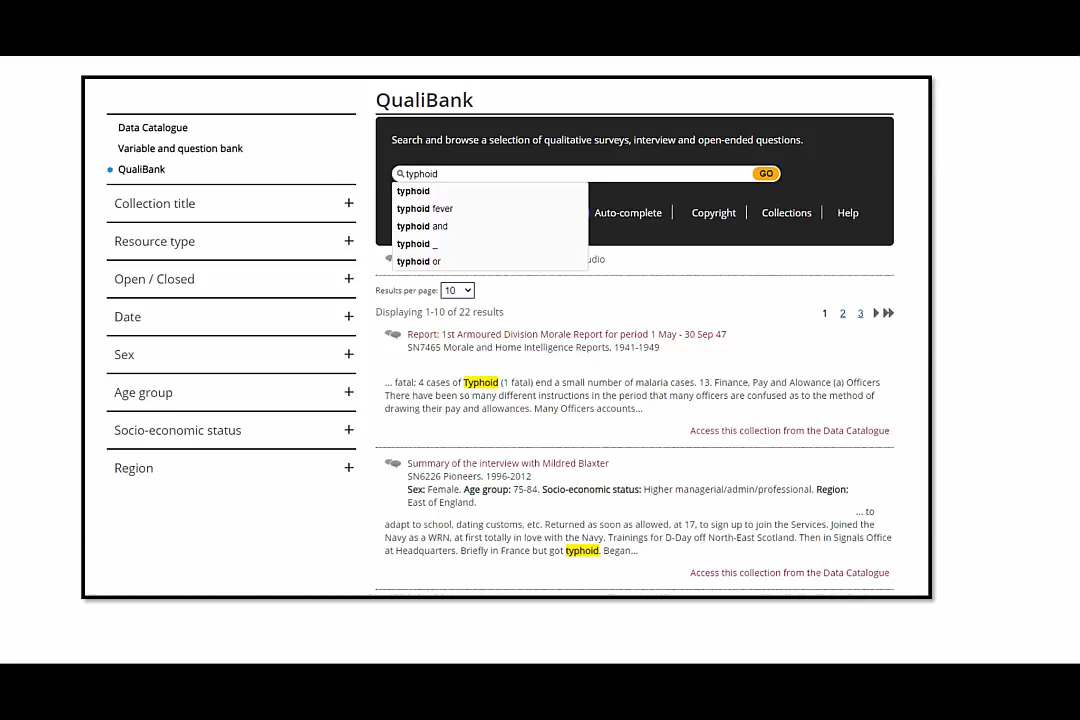 Data Catalogue
Variable and question bank
QualiBank
Collection title
Resource type
Open / Closed
Date
Sex
Age group
Socio-economic status
Region
QualiBank
Search and browse a selection of qualitative surveys, interview and open-ended questions.
typhoid
GO
typhoid
typhoid fever
typhoid and
typhoid _
typhoid or
Auto-complete | Copyright | Collections | Help
Results per page: 10
Displaying 1-10 of 22 results
1 2 3
Report: 1st Armoured Division Morale Report for period 1 May - 30 Sep 47
SN7465 Morale and Home Intelligence Reports, 1941-1949
... fatal; 4 cases of Typhoid (1 fatal) end a small number of malaria cases. 13. Finance, Pay and Alowance (a) Officers
There have been so many different instructions in the period that many officers are confused as to the method of
drawing their pay and allowances. Many Officers accounts...
Access this collection from the Data Catalogue
Summary of the interview with Mildred Blaxter
SN6226 Pioneers, 1996-2012
Sex: Female. Age group: 75-84. Socio-economic status: Higher managerial/admin/professional. Region:
East of England.
... to
adapt to school, dating customs, etc. Returned as soon as allowed, at 17, to sign up to join the Services. Joined the
Navy as a WRN, at first totally in love with the Navy. Trainings for D-Day off North-East Scotland. Then in Signals Office
at Headquarters. Briefly in France but got typhoid. Began...
Access this collection from the Data Catalogue